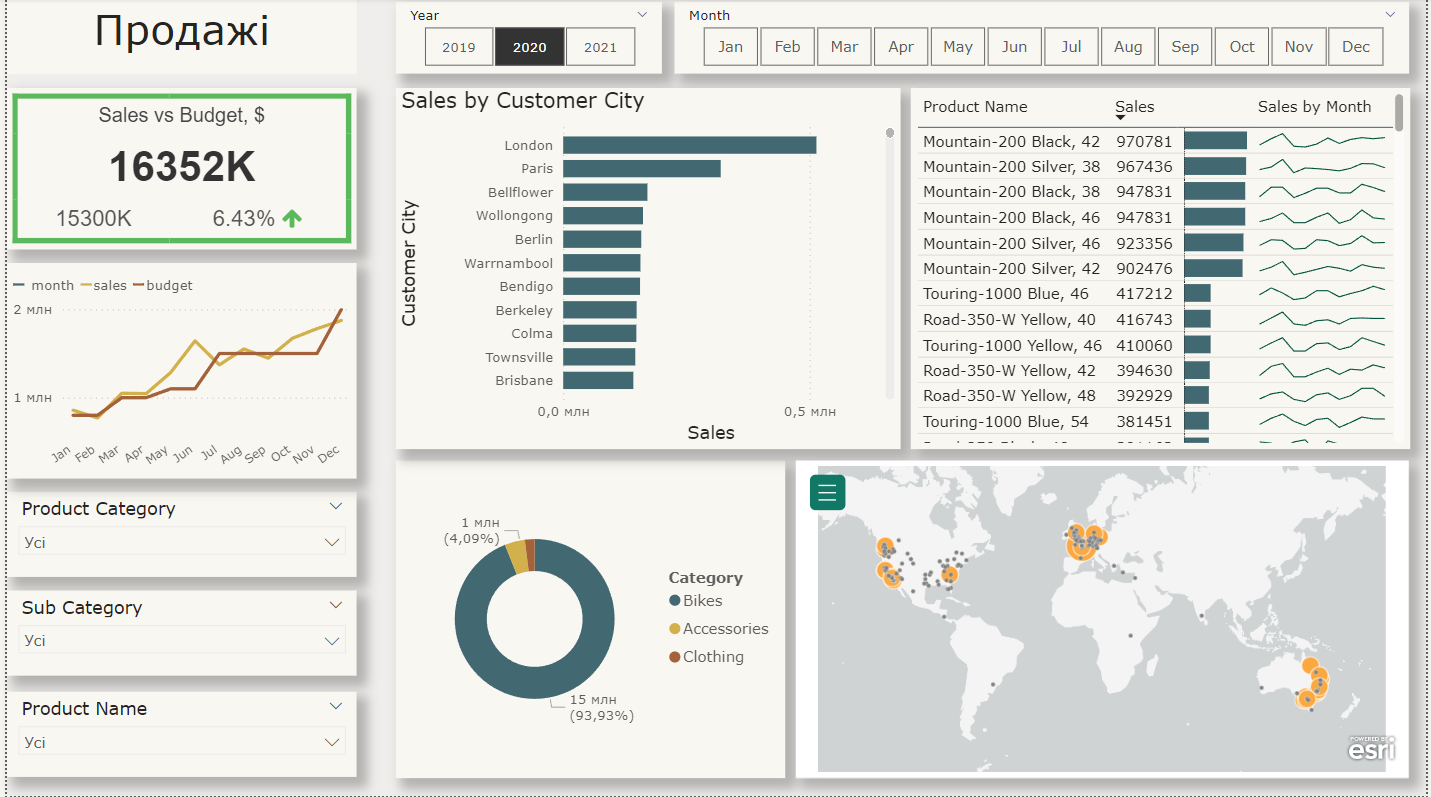 Продажі
Year
2019 2020 2021
Month
Jan Feb Mar Apr May Jun Jul Aug Sep Oct Nov Dec
Sales vs Budget, $
16352K
15300K 6.43%
month sales budget
2 млн
1 млн
Jan Feb Mar Apr May Jun Jul Aug Sep Oct Nov Dec
Product Category
Усі
Sub Category
Усі
Product Name
Усі
Sales by Customer City
Customer City
London
Paris
Bellflower
Wollongong
Berlin
Warrnambool
Bendigo
Berkeley
Colma
Townsville
Brisbane
0,0 млн 0,5 млн
Sales
Product Name Sales Sales by Month
Mountain-200 Black, 42 970781
Mountain-200 Silver, 38 967436
Mountain-200 Black, 38 947831
Mountain-200 Black, 46 947831
Mountain-200 Silver, 46 923356
Mountain-200 Silver, 42 902476
Touring-1000 Blue, 46 417212
Road-350-W Yellow, 40 416743
Touring-1000 Yellow, 46 410060
Road-350-W Yellow, 42 394630
Road-350-W Yellow, 48 392929
Touring-1000 Blue, 54 381451
1 млн
(4,09%)
15 млн
(93,93%)
Category
Bikes
Accessories
Clothing
POWERED BY
esri